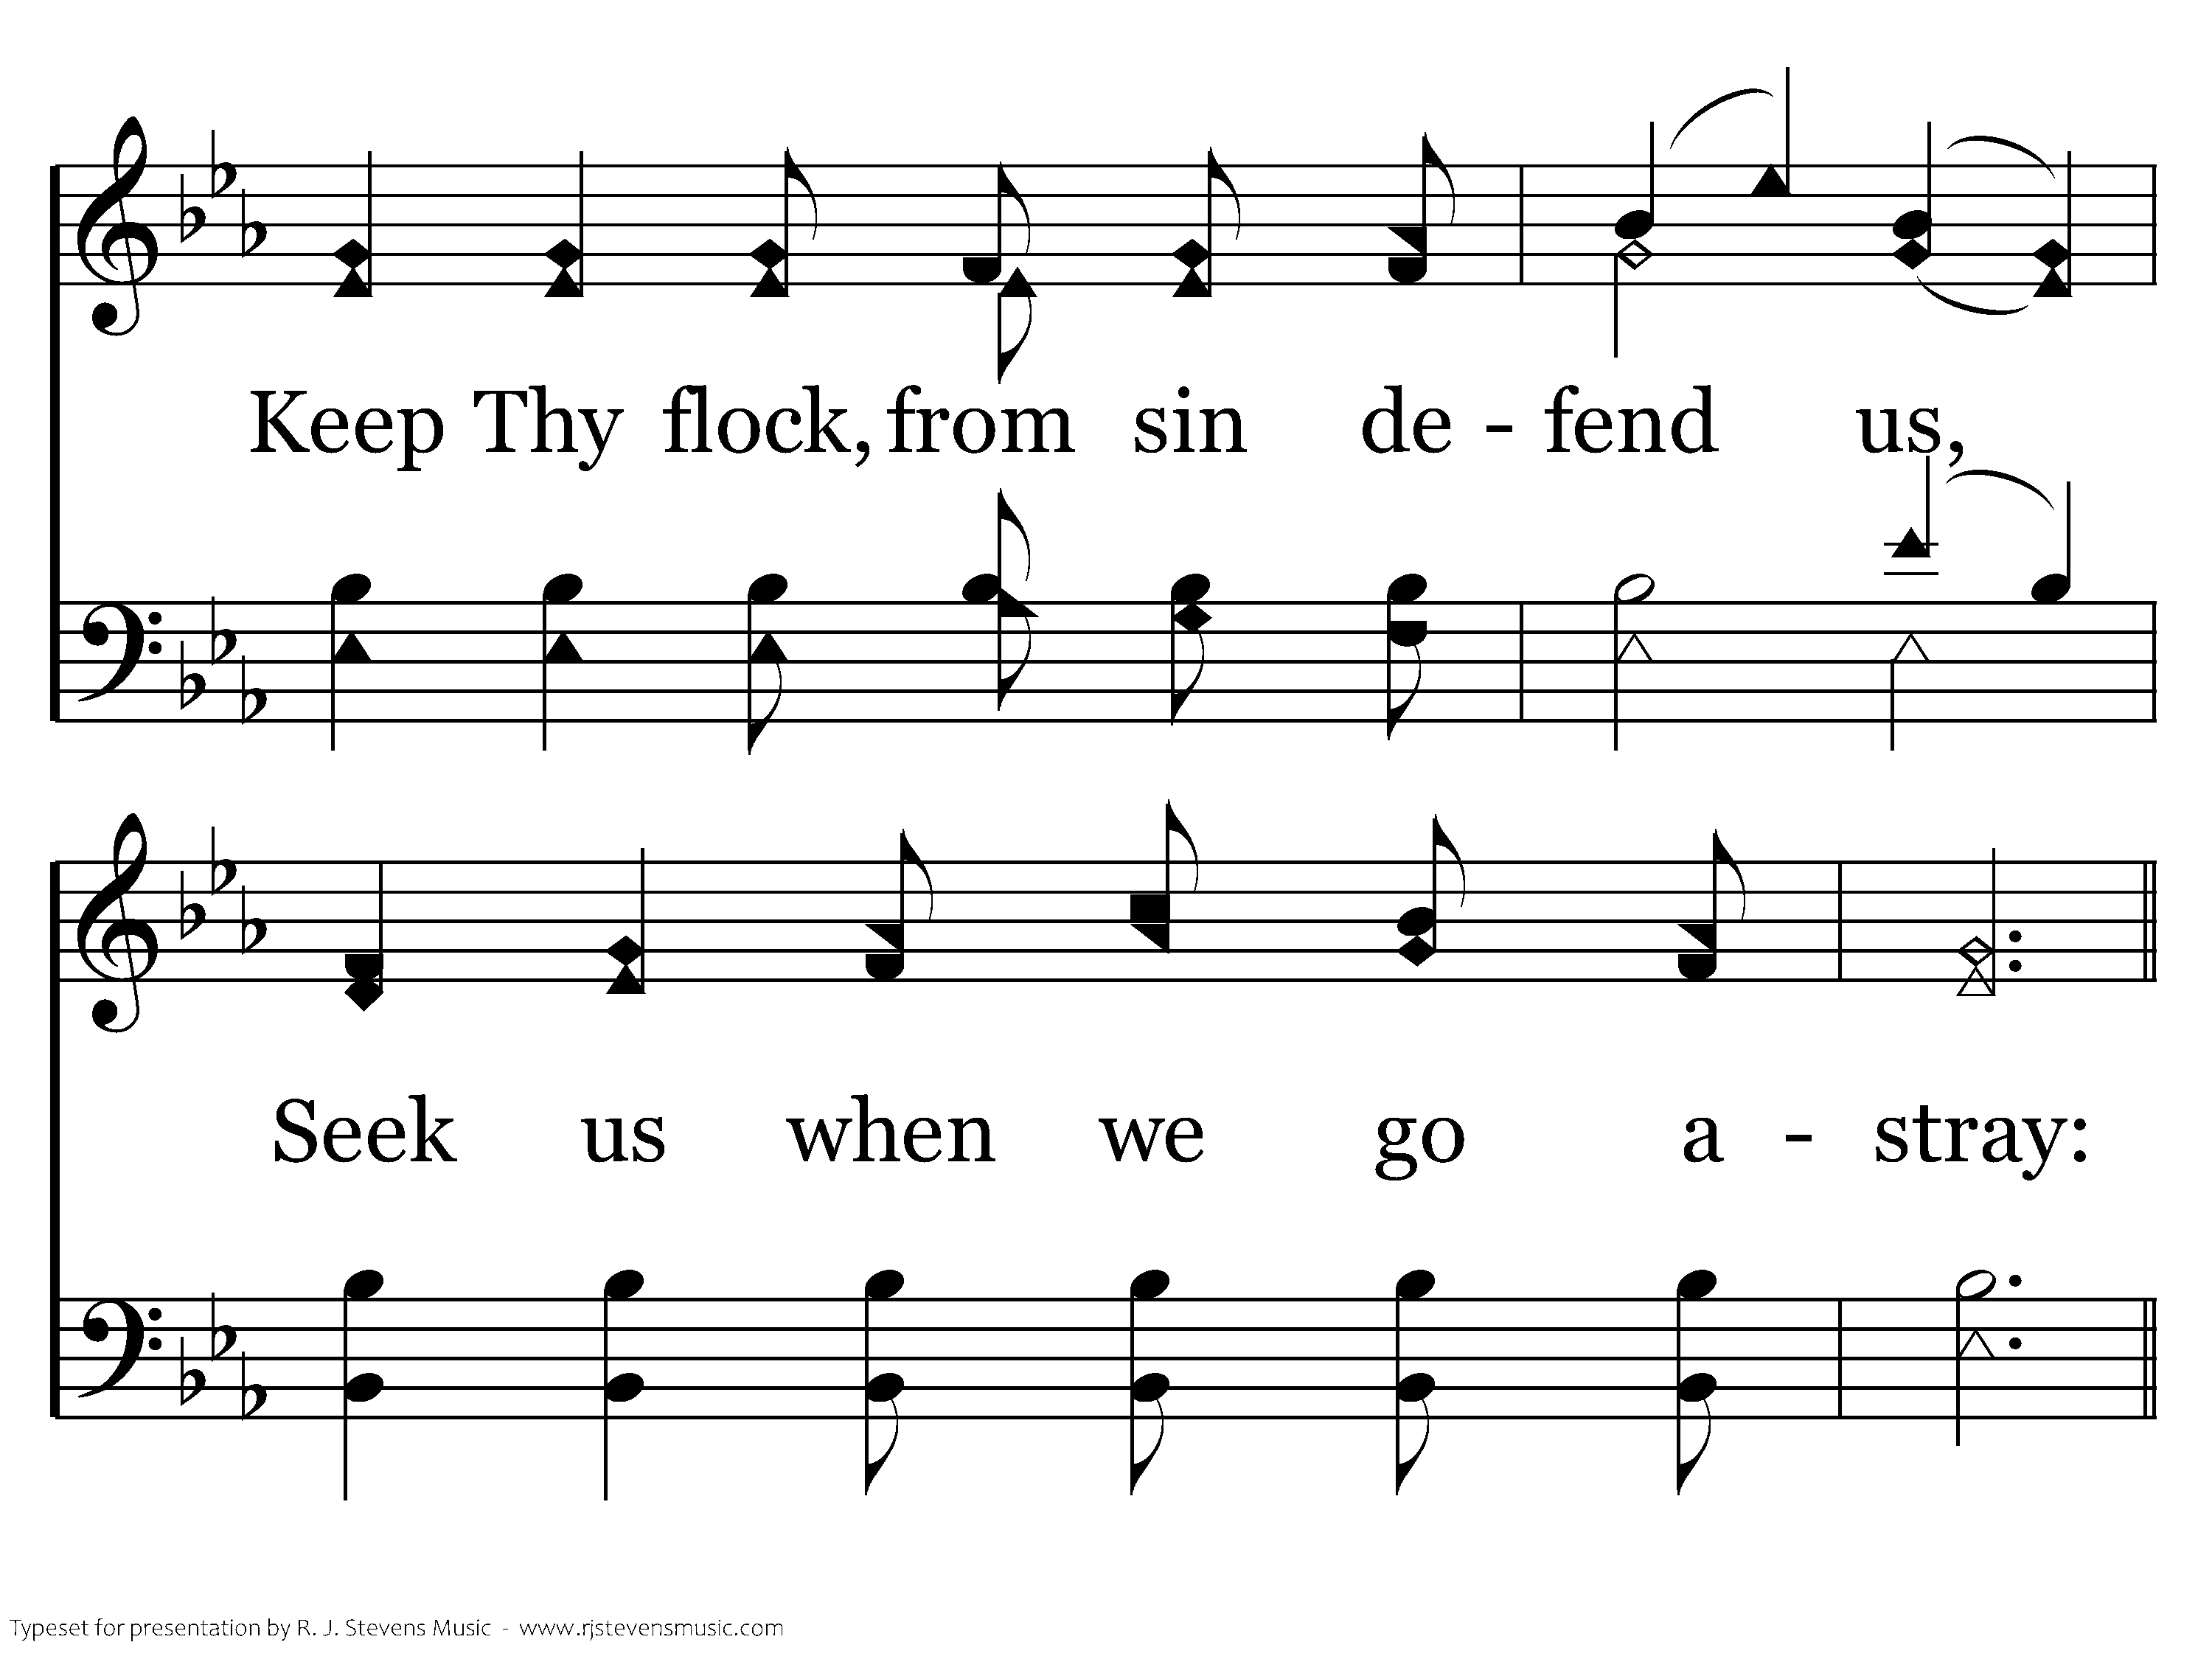 Keep Thy flock, from sin de - fend us,
Seek us when we go a - stray:
Typeset for presentation by R. J. Stevens Music - www.rjstevensmusic.com